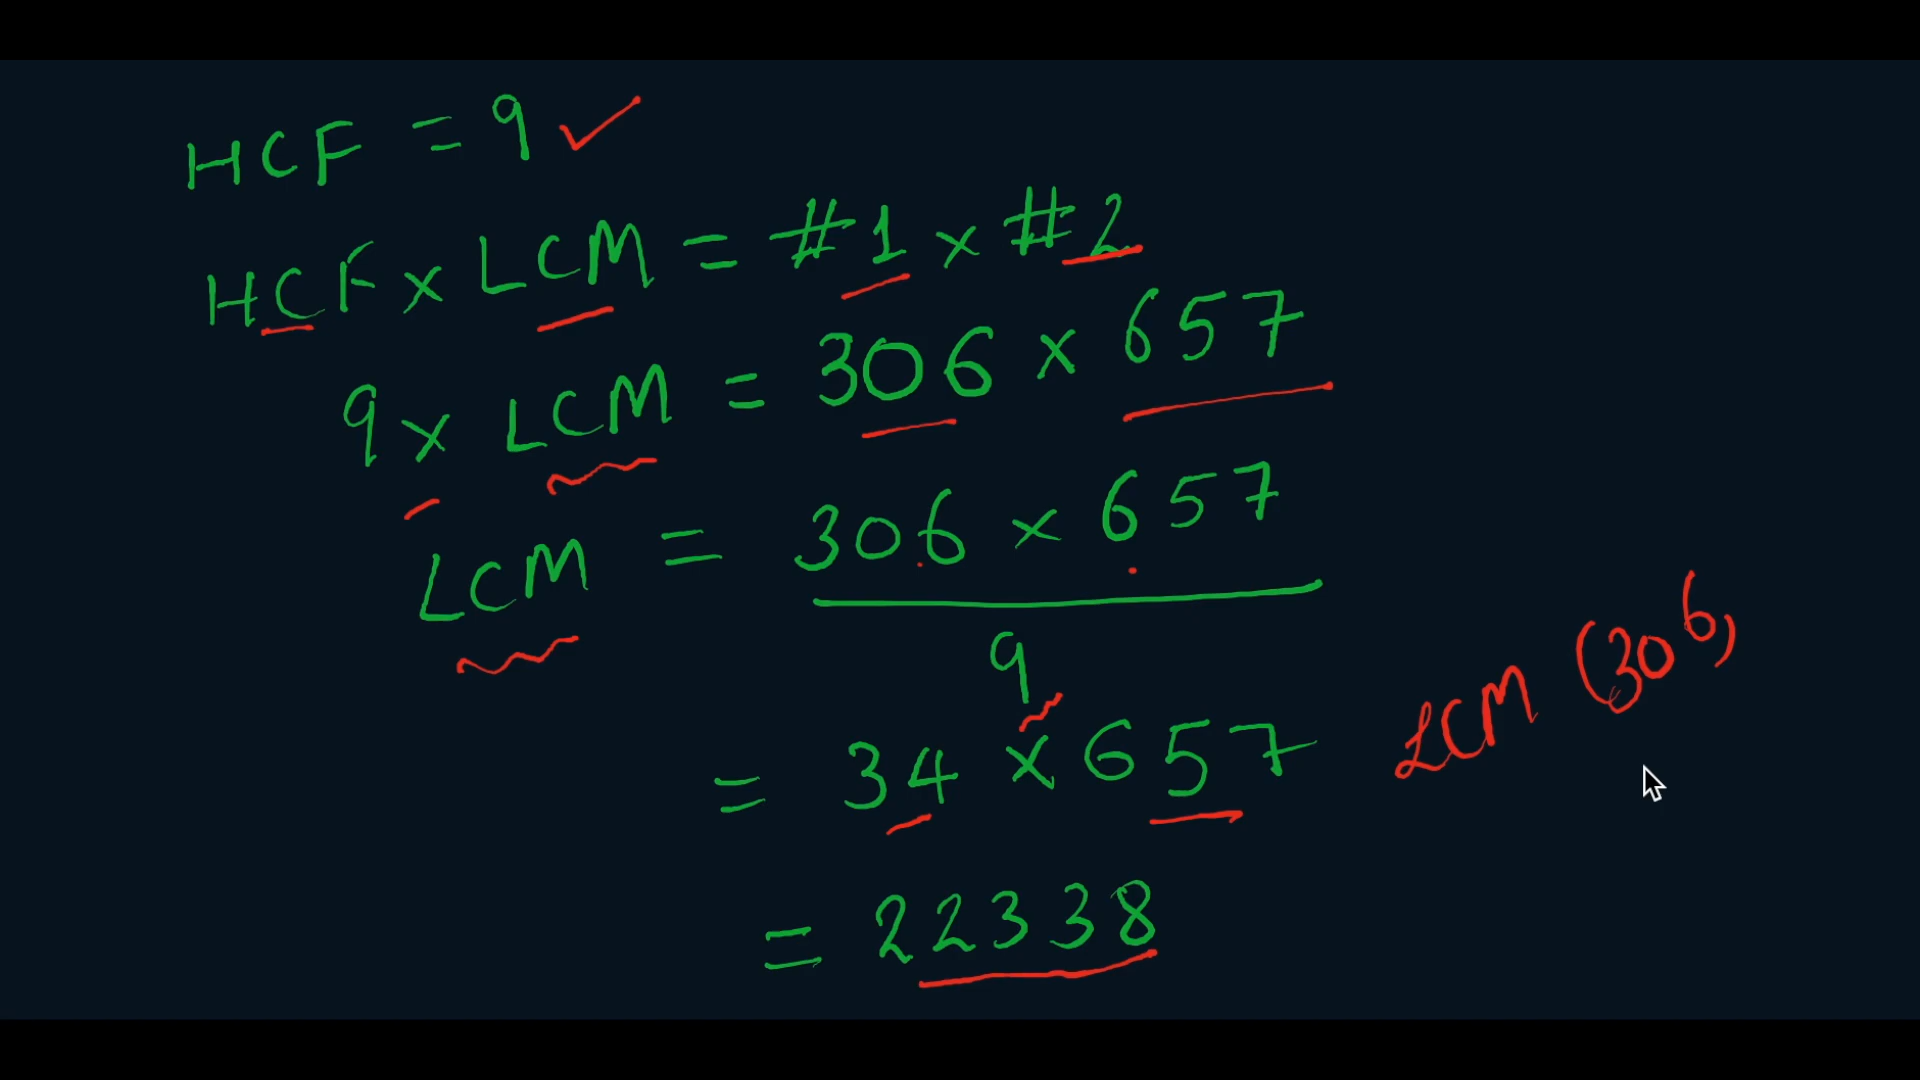 HCF = 9 ✓
HCF x LCM = #1 x #2
9 x LCM = 306 x 657
LCM = 306 x 657
9
= 34 x 657
LCM (306,
= 22338